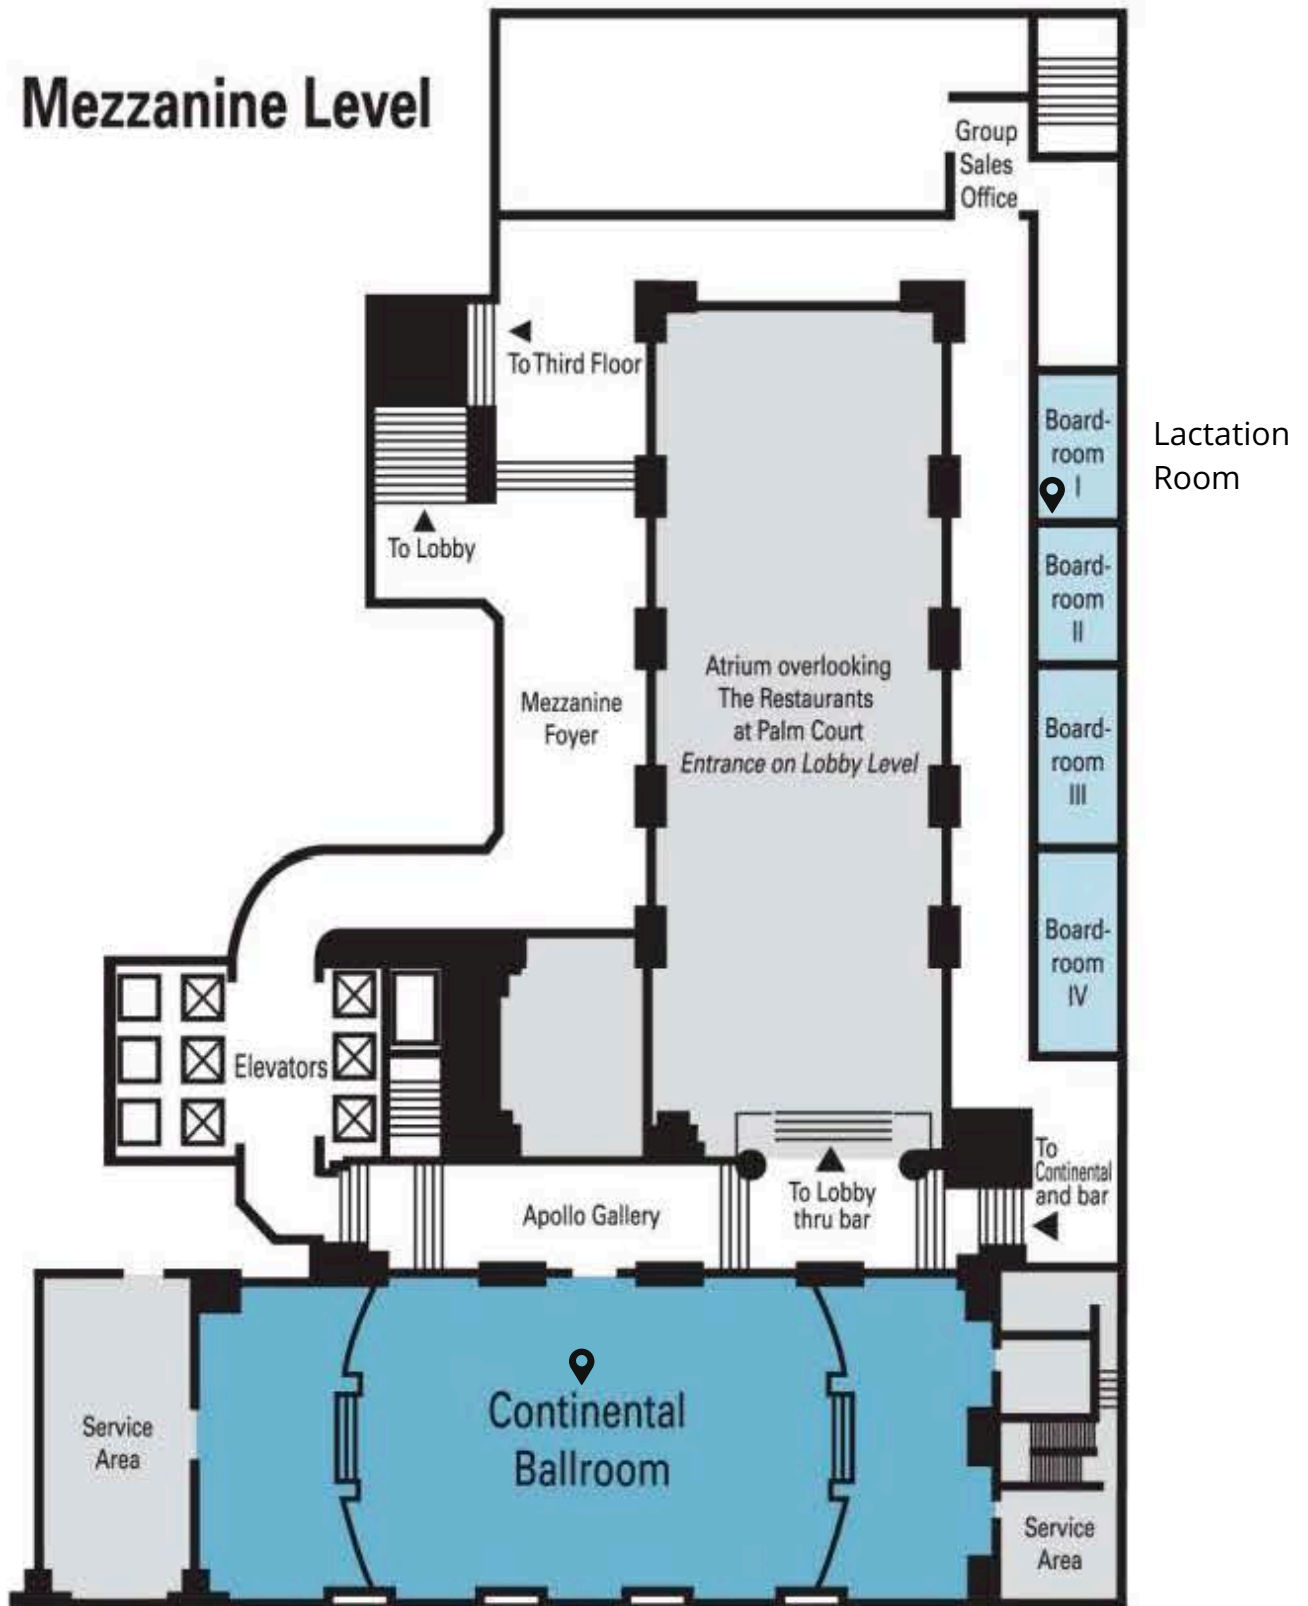 Mezzanine Level
Group
Sales
Office
To Third Floor
To Lobby
Board-
room
I
Lactation
Room
Board-
room
II
Mezzanine
Foyer
Atrium overlooking
The Restaurants
at Palm Court
Entrance on Lobby Level
Board-
room
III
Board-
room
IV
Elevators
To
Continental
and bar
To Lobby
thru bar
Apollo Gallery
Continental
Ballroom
Service
Area
Service
Area